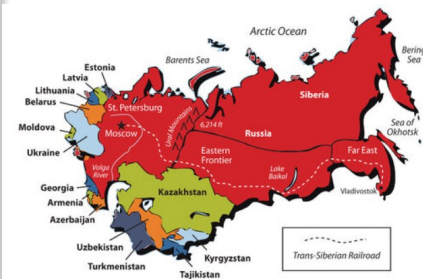 Arctic Ocean
Barents Sea
Bering
Sea
Estonia
Latvia
Lithuania
Belarus
Moldova
Ukraine
Georgia
Armenia
Azerbaijan
Uzbekistan
Turkmenistan
Tajikistan
Kyrgyzstan
Kazakhstan
St. Petersburg
Moscow
Volga
River
Ural Mountains
6,214 ft
Siberia
Russia
Eastern
Frontier
Lake
Baikal
Far East
Vladivostok
Sea of
Okhotsk
Trans-Siberian Railroad